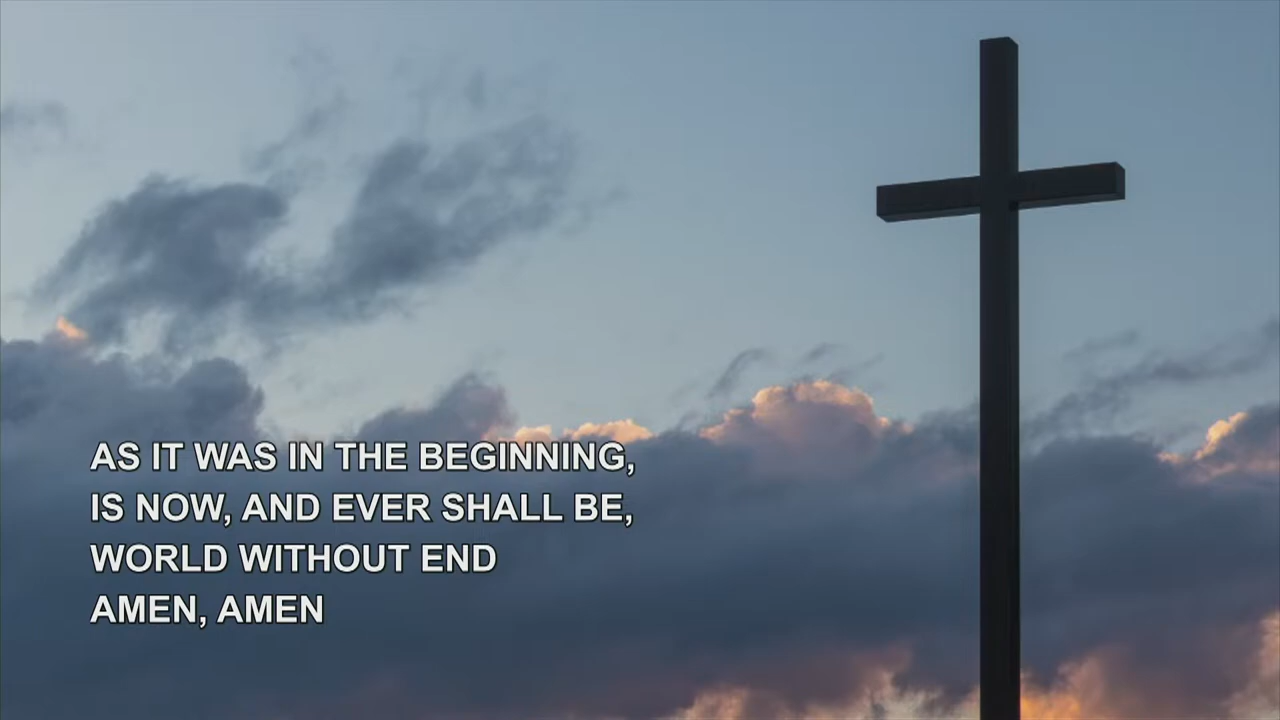 AS IT WAS IN THE BEGINNING,
IS NOW, AND EVER SHALL BE,
WORLD WITHOUT END
AMEN, AMEN